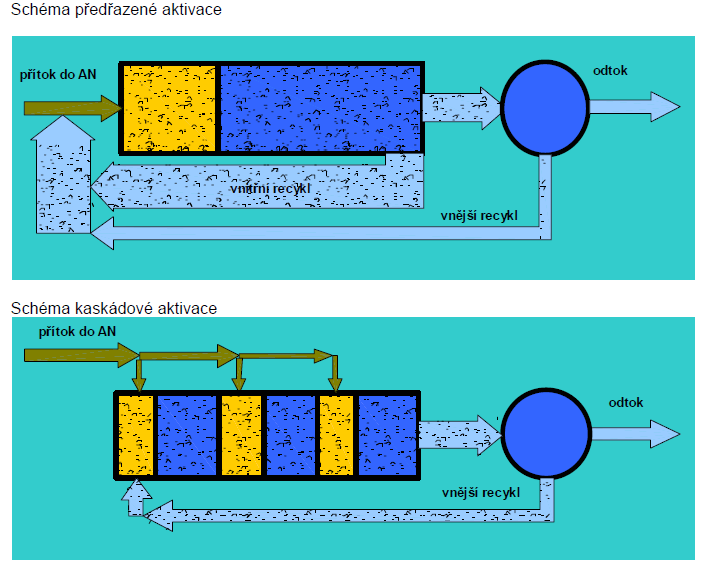 Schéma předřazené aktivace
přítok do AN
odtok
vnitřní recykl
vnější recykl
Schéma kaskádové aktivace
přítok do AN
odtok
vnější recykl